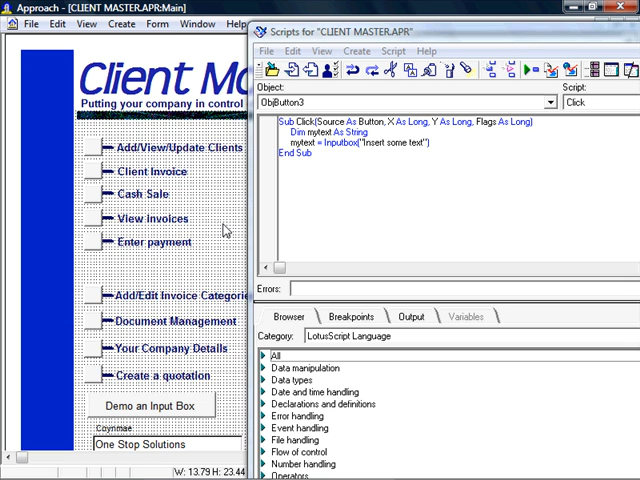 Approach - [CLIENT MASTER.APR:Main]
File Edit View Create Form Window Help
Client Ma
Putting your company in control
Add/View/Update Clients
Client Invoice
Cash Sale
View invoices
Enter payment
Add/Edit Invoice Categorie
Document Management
Your Company Details
Create a quotation
Demo an Input Box
Coynmae
One Stop Solutions
W: 13.79 H: 23.44
Scripts for "CLIENT MASTER.APR"
File Edit View Create Script Help
Object: Script:
ObjButton3 Click
Sub Click(Source As Button, X As Long, Y As Long, Flags As Long)
Dim mytext As String
mytext = Inputbox("Insert some text")
End Sub
Errors:
Browser Breakpoints Output Variables
Category: LotusScript Language
All
Data manipulation
Data types
Date and time handling
Declarations and definitions
Error handling
Event handling
File handling
Flow of control
Number handling
Operators